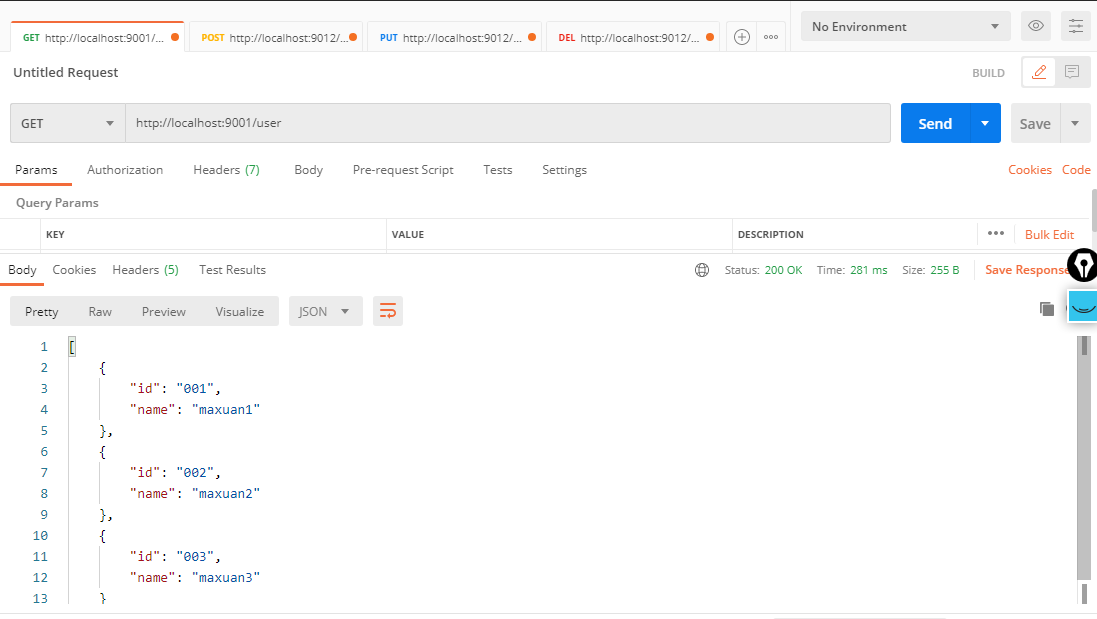 GET http://localhost:9001/... POST http://localhost:9012/... PUT http://localhost:9012/... DEL http://localhost:9012/... No Environment
Untitled Request BUILD
GET http://localhost:9001/user Send Save
Params Authorization Headers (7) Body Pre-request Script Tests Settings Cookies Code
Query Params
KEY VALUE DESCRIPTION Bulk Edit
Body Cookies Headers (5) Test Results Status: 200 OK Time: 281 ms Size: 255 B Save Response
Pretty Raw Preview Visualize JSON
1 [
2 {
3 "id": "001",
4 "name": "maxuan1"
5 },
6 {
7 "id": "002",
8 "name": "maxuan2"
9 },
10 {
11 "id": "003",
12 "name": "maxuan3"
13 }